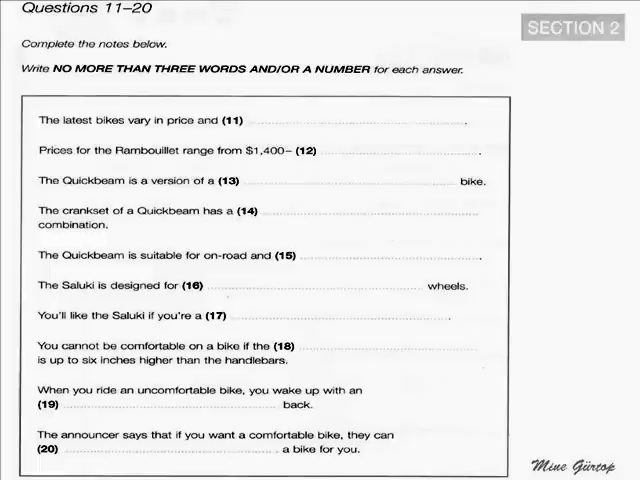 Questions 11–20
SECTION 2
Complete the notes below.
Write NO MORE THAN THREE WORDS AND/OR A NUMBER for each answer.
The latest bikes vary in price and (11) ........................ .
Prices for the Rambouillet range from $1,400– (12) ........................ .
The Quickbeam is a version of a (13) ........................ bike.
The crankset of a Quickbeam has a (14) ........................
combination.
The Quickbeam is suitable for on-road and (15) ........................ .
The Saluki is designed for (16) ........................ wheels.
You'll like the Saluki if you're a (17) ........................ .
You cannot be comfortable on a bike if the (18) ........................
is up to six inches higher than the handlebars.
When you ride an uncomfortable bike, you wake up with an
(19) ........................ back.
The announcer says that if you want a comfortable bike, they can
(20) ........................ a bike for you.
Mine Gürtop